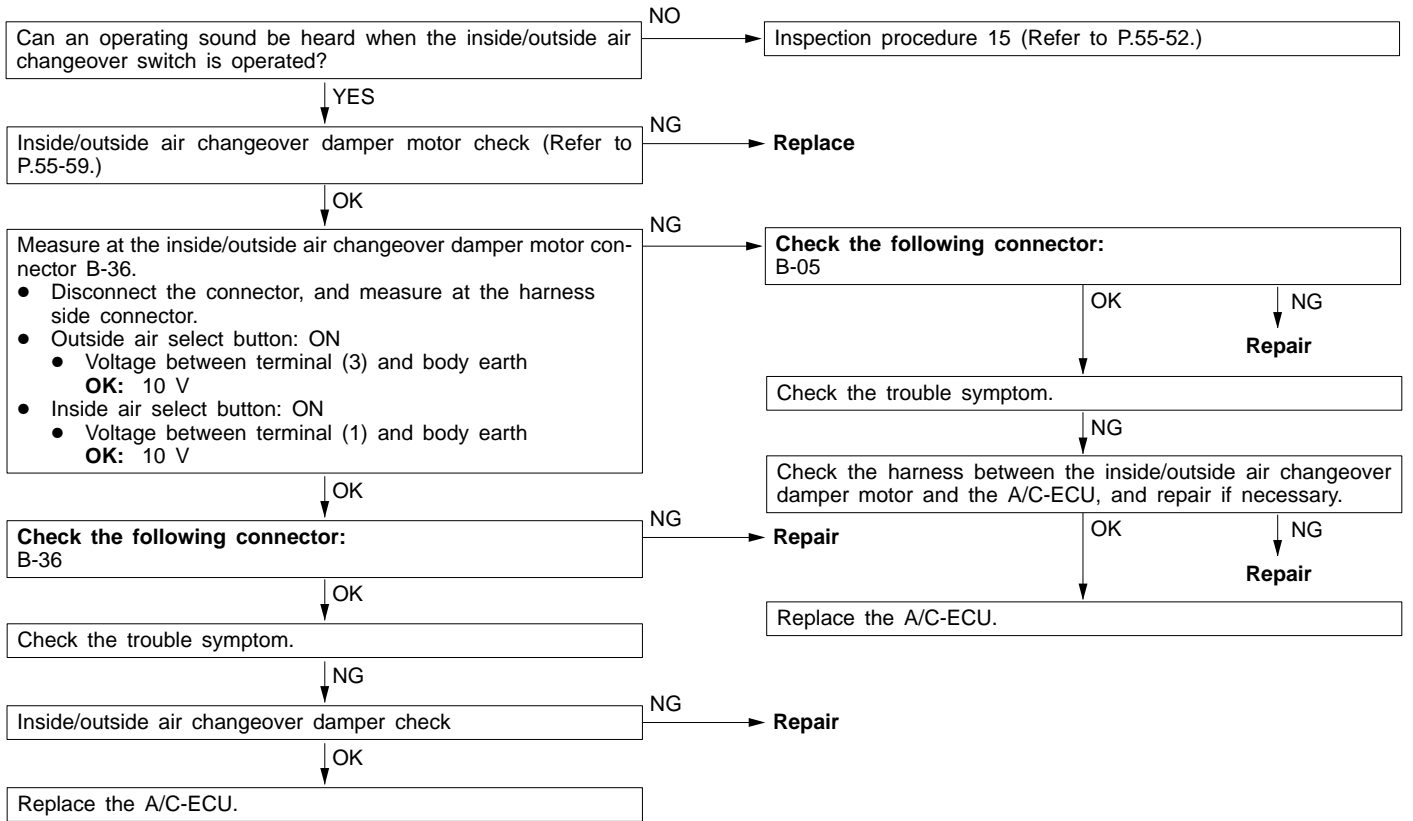 Can an operating sound be heard when the inside/outside air
changeover switch is operated?
NO
Inspection procedure 15 (Refer to P.55-52.)
YES
Inside/outside air changeover damper motor check (Refer to
P.55-59.)
NG
Replace
OK
Measure at the inside/outside air changeover damper motor con-
nector B-36.
● Disconnect the connector, and measure at the harness
side connector.
● Outside air select button: ON
● Voltage between terminal (3) and body earth
OK: 10 V
● Inside air select button: ON
● Voltage between terminal (1) and body earth
OK: 10 V
NG
Check the following connector:
B-05
OK
NG
Repair
Check the trouble symptom.
NG
Check the harness between the inside/outside air changeover
damper motor and the A/C-ECU, and repair if necessary.
OK
NG
Repair
Replace the A/C-ECU.
OK
Check the following connector:
B-36
NG
Repair
OK
Check the trouble symptom.
NG
Inside/outside air changeover damper check
NG
Repair
OK
Replace the A/C-ECU.